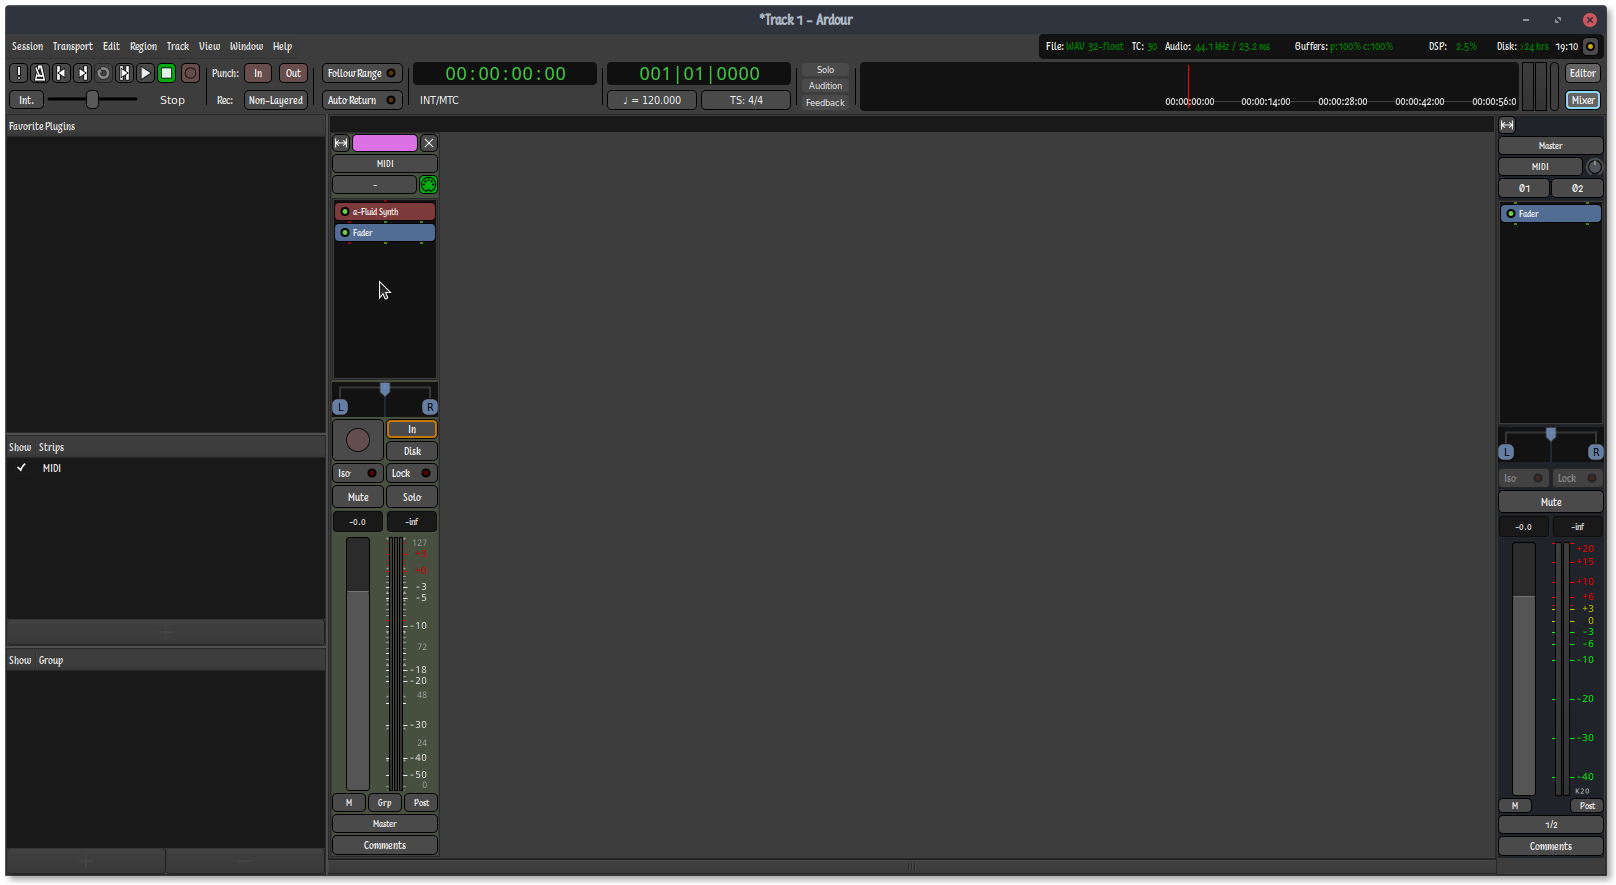 *Track 1 - Ardour
Session Transport Edit Region Track View Window Help
File: WAV 32-float TC: 30 Audio: 44.1 kHz / 23.2 ms Buffers: p:100% c:100% DSP: 2.5% Disk: >24 hrs 19:10
! Punch: In Out Follow Range 00:00:00:00 001|01|0000 Solo Editor
Audition
Int. Stop Rec: Non-Layered Auto Return INT/MTC ♩ = 120.000 TS: 4/4 Feedback 00:00:00:00 00:00:14:00 00:00:28:00 00:00:42:00 00:00:56:0 Mixer
Favorite Plugins
Show Strips
MIDI
Show Group
MIDI
-
a-Fluid Synth
Fader
L R
In
Disk
Iso Lock
Mute Solo
-0.0 -inf
127
-3
-5
-10
72
-18
-20
48
-30
24
-40
-50
0
M Grp Post
Master
Comments
Master
MIDI
01 02
Fader
L R
Iso Lock
Mute
-0.0 -inf
+20
+15
+10
+6
+3
0
-3
-6
-10
-20
-30
-40
K20
M Post
1/2
Comments